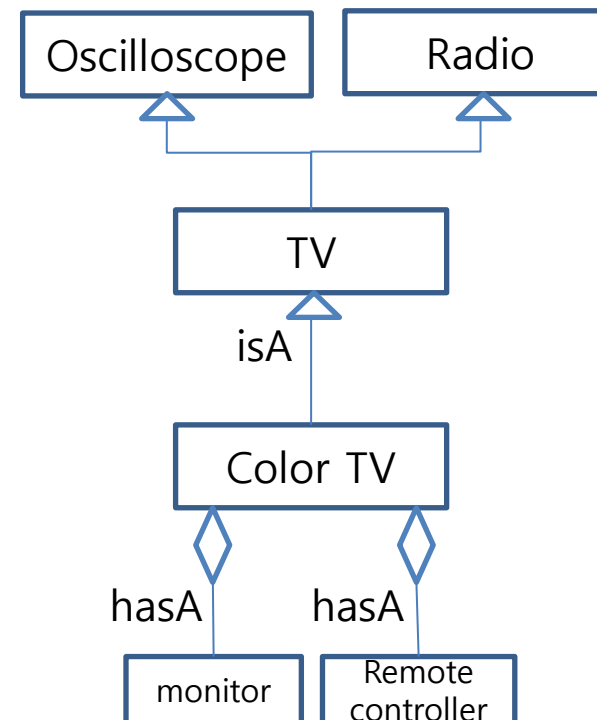 Oscilloscope
Radio
TV
isA
Color TV
hasA
hasA
monitor
Remote
controller